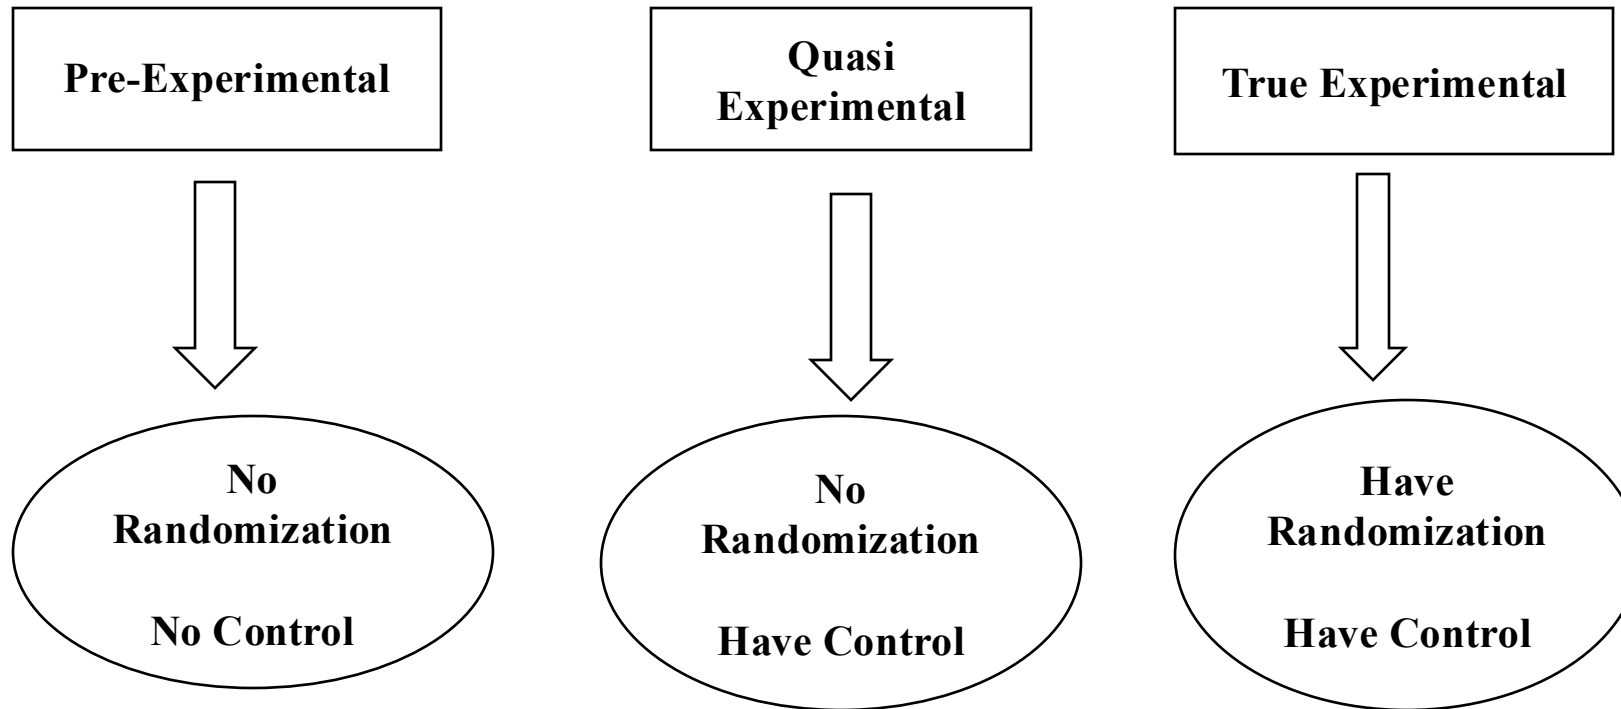 Pre-Experimental
Quasi
Experimental
True Experimental
No
Randomization
No Control
No
Randomization
Have Control
Have
Randomization
Have Control